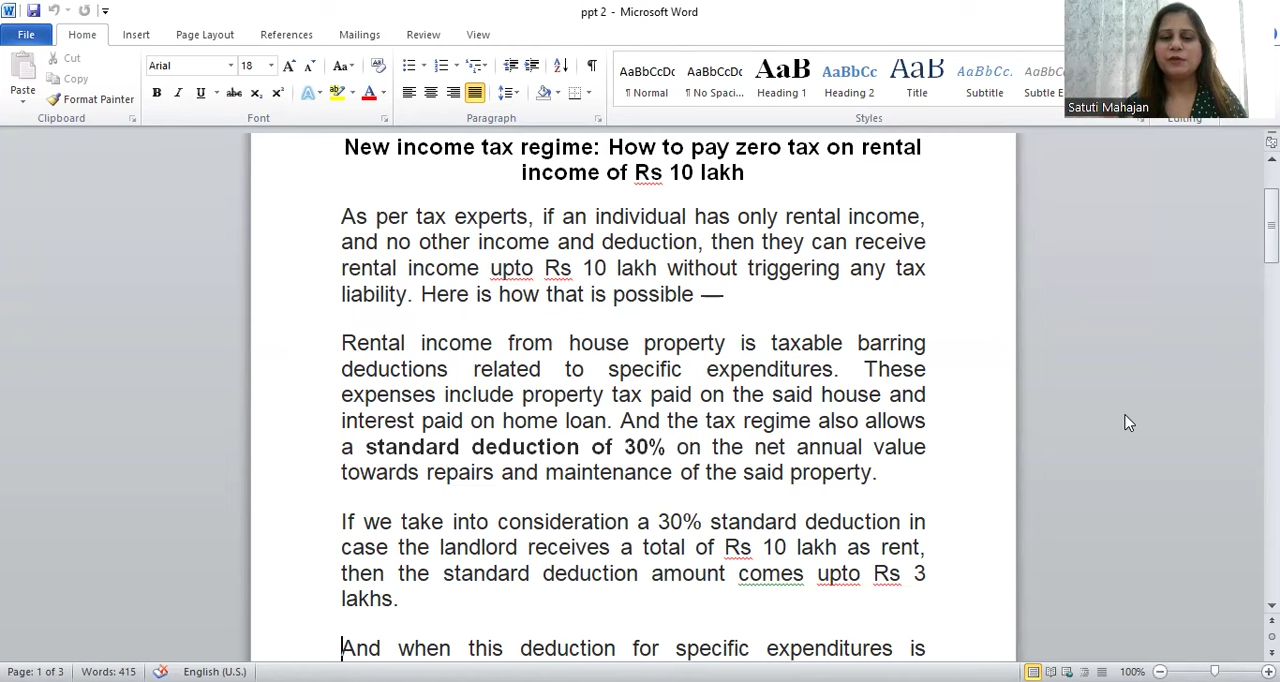 ppt 2 - Microsoft Word
File Home Insert Page Layout References Mailings Review View
Cut
Copy
Format Painter
Paste
Clipboard
Arial 18
Font
Paragraph
AaBbCcDc AaBbCcDc AaB AaBbCc AaB AaBbCc. AaBbCc
¶ Normal ¶ No Spaci... Heading 1 Heading 2 Title Subtitle Subtle E
Styles
Editing
Satuti Mahajan
New income tax regime: How to pay zero tax on rental
income of Rs 10 lakh
As per tax experts, if an individual has only rental income,
and no other income and deduction, then they can receive
rental income upto Rs 10 lakh without triggering any tax
liability. Here is how that is possible —
Rental income from house property is taxable barring
deductions related to specific expenditures. These
expenses include property tax paid on the said house and
interest paid on home loan. And the tax regime also allows
a standard deduction of 30% on the net annual value
towards repairs and maintenance of the said property.
If we take into consideration a 30% standard deduction in
case the landlord receives a total of Rs 10 lakh as rent,
then the standard deduction amount comes upto Rs 3
lakhs.
And when this deduction for specific expenditures is
Page: 1 of 3 Words: 415 English (U.S.) 100%